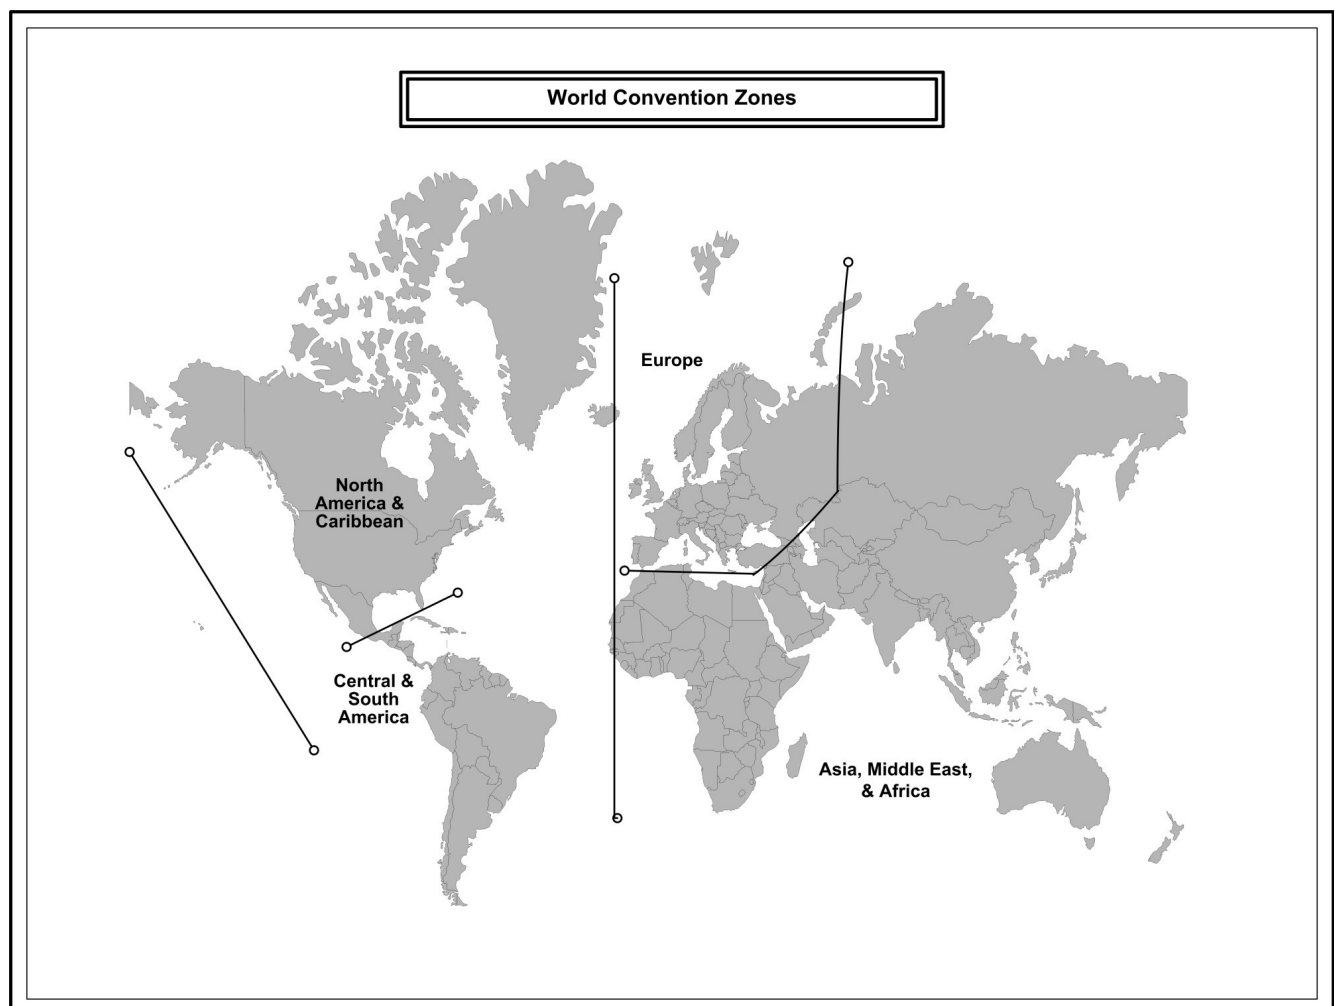 World Convention Zones
Europe
North
America &
Caribbean
Central &
South
America
Asia, Middle East,
& Africa